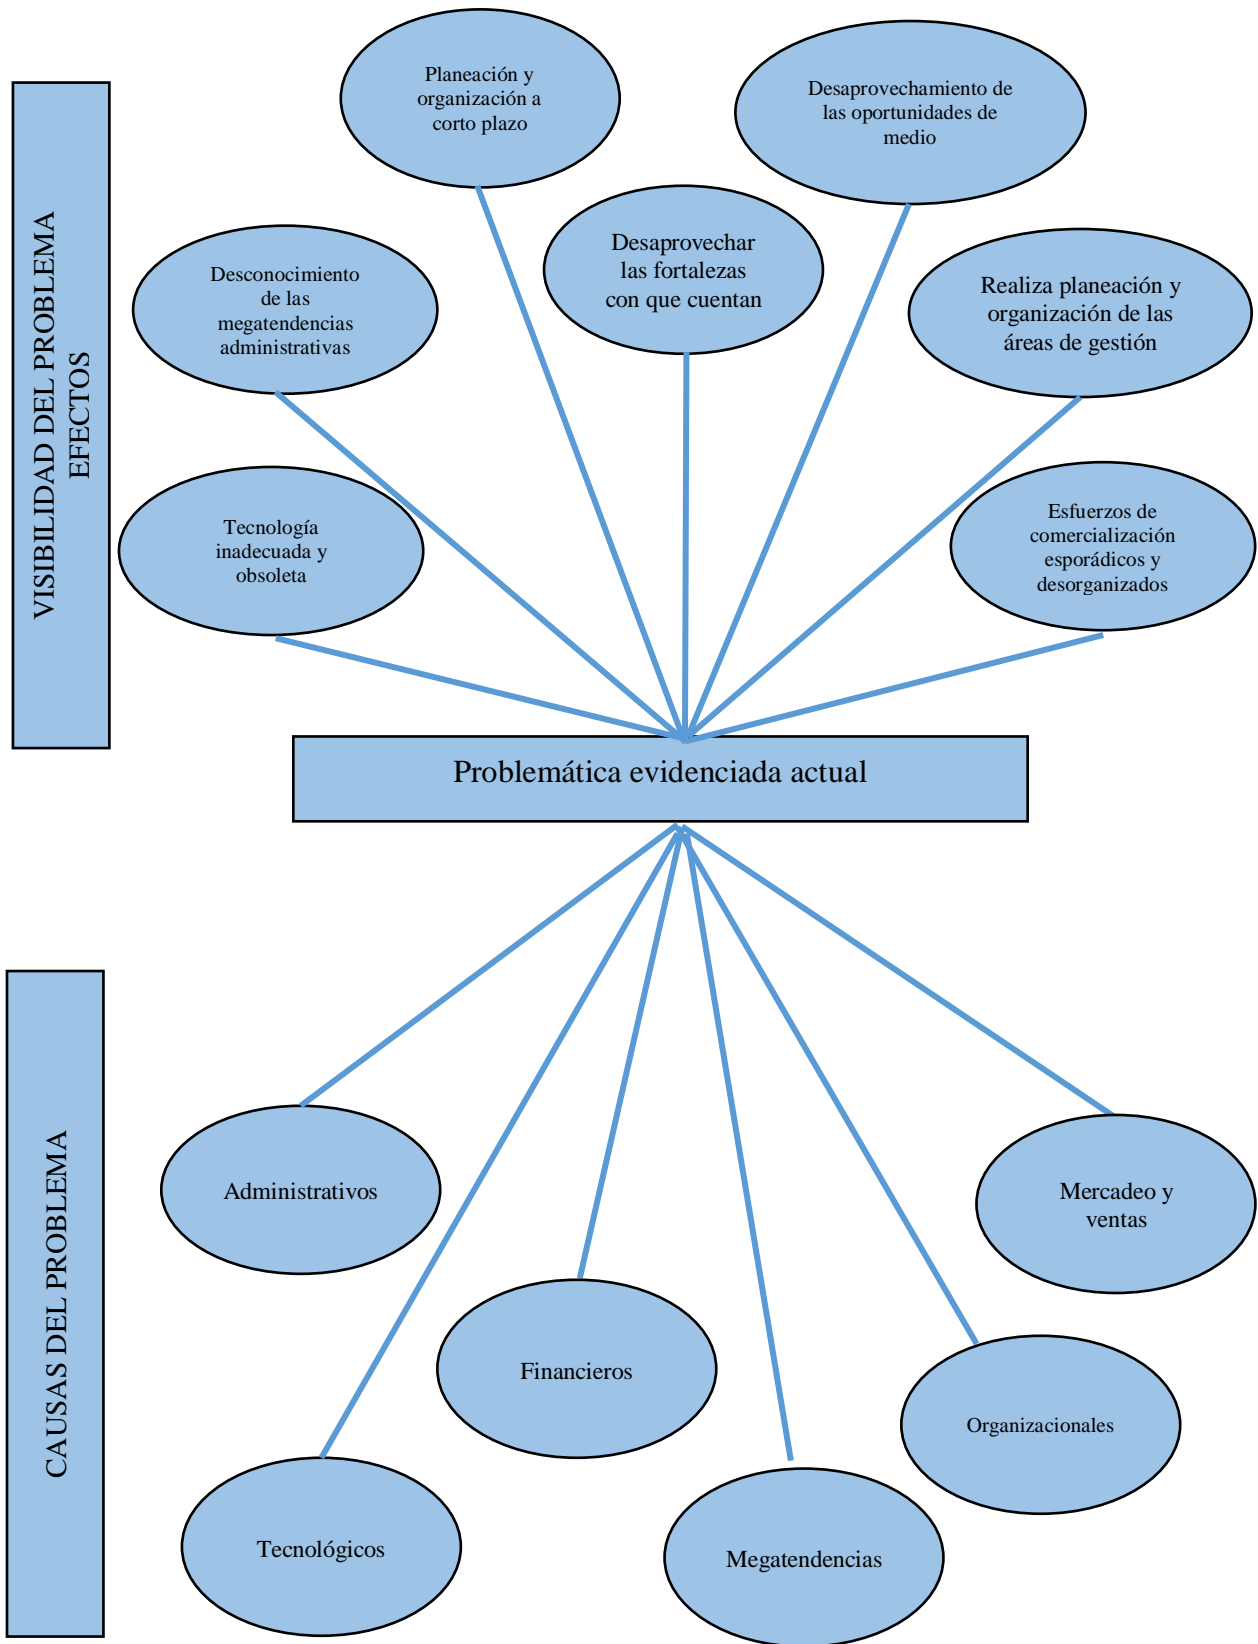 VISIBILIDAD DEL PROBLEMA
EFECTOS
Planeación y
organización a
corto plazo
Desaprovechamiento de
las oportunidades de
medio
Desconocimiento
de las
megatendencias
administrativas
Desaprovechar
las fortalezas
con que cuentan
Realiza planeación y
organización de las
áreas de gestión
Tecnología
inadecuada y
obsoleta
Esfuerzos de
comercialización
esporádicos y
desorganizados
Problemática evidenciada actual
CAUSAS DEL PROBLEMA
Administrativos
Mercadeo y
ventas
Financieros
Organizacionales
Tecnológicos
Megatendencias